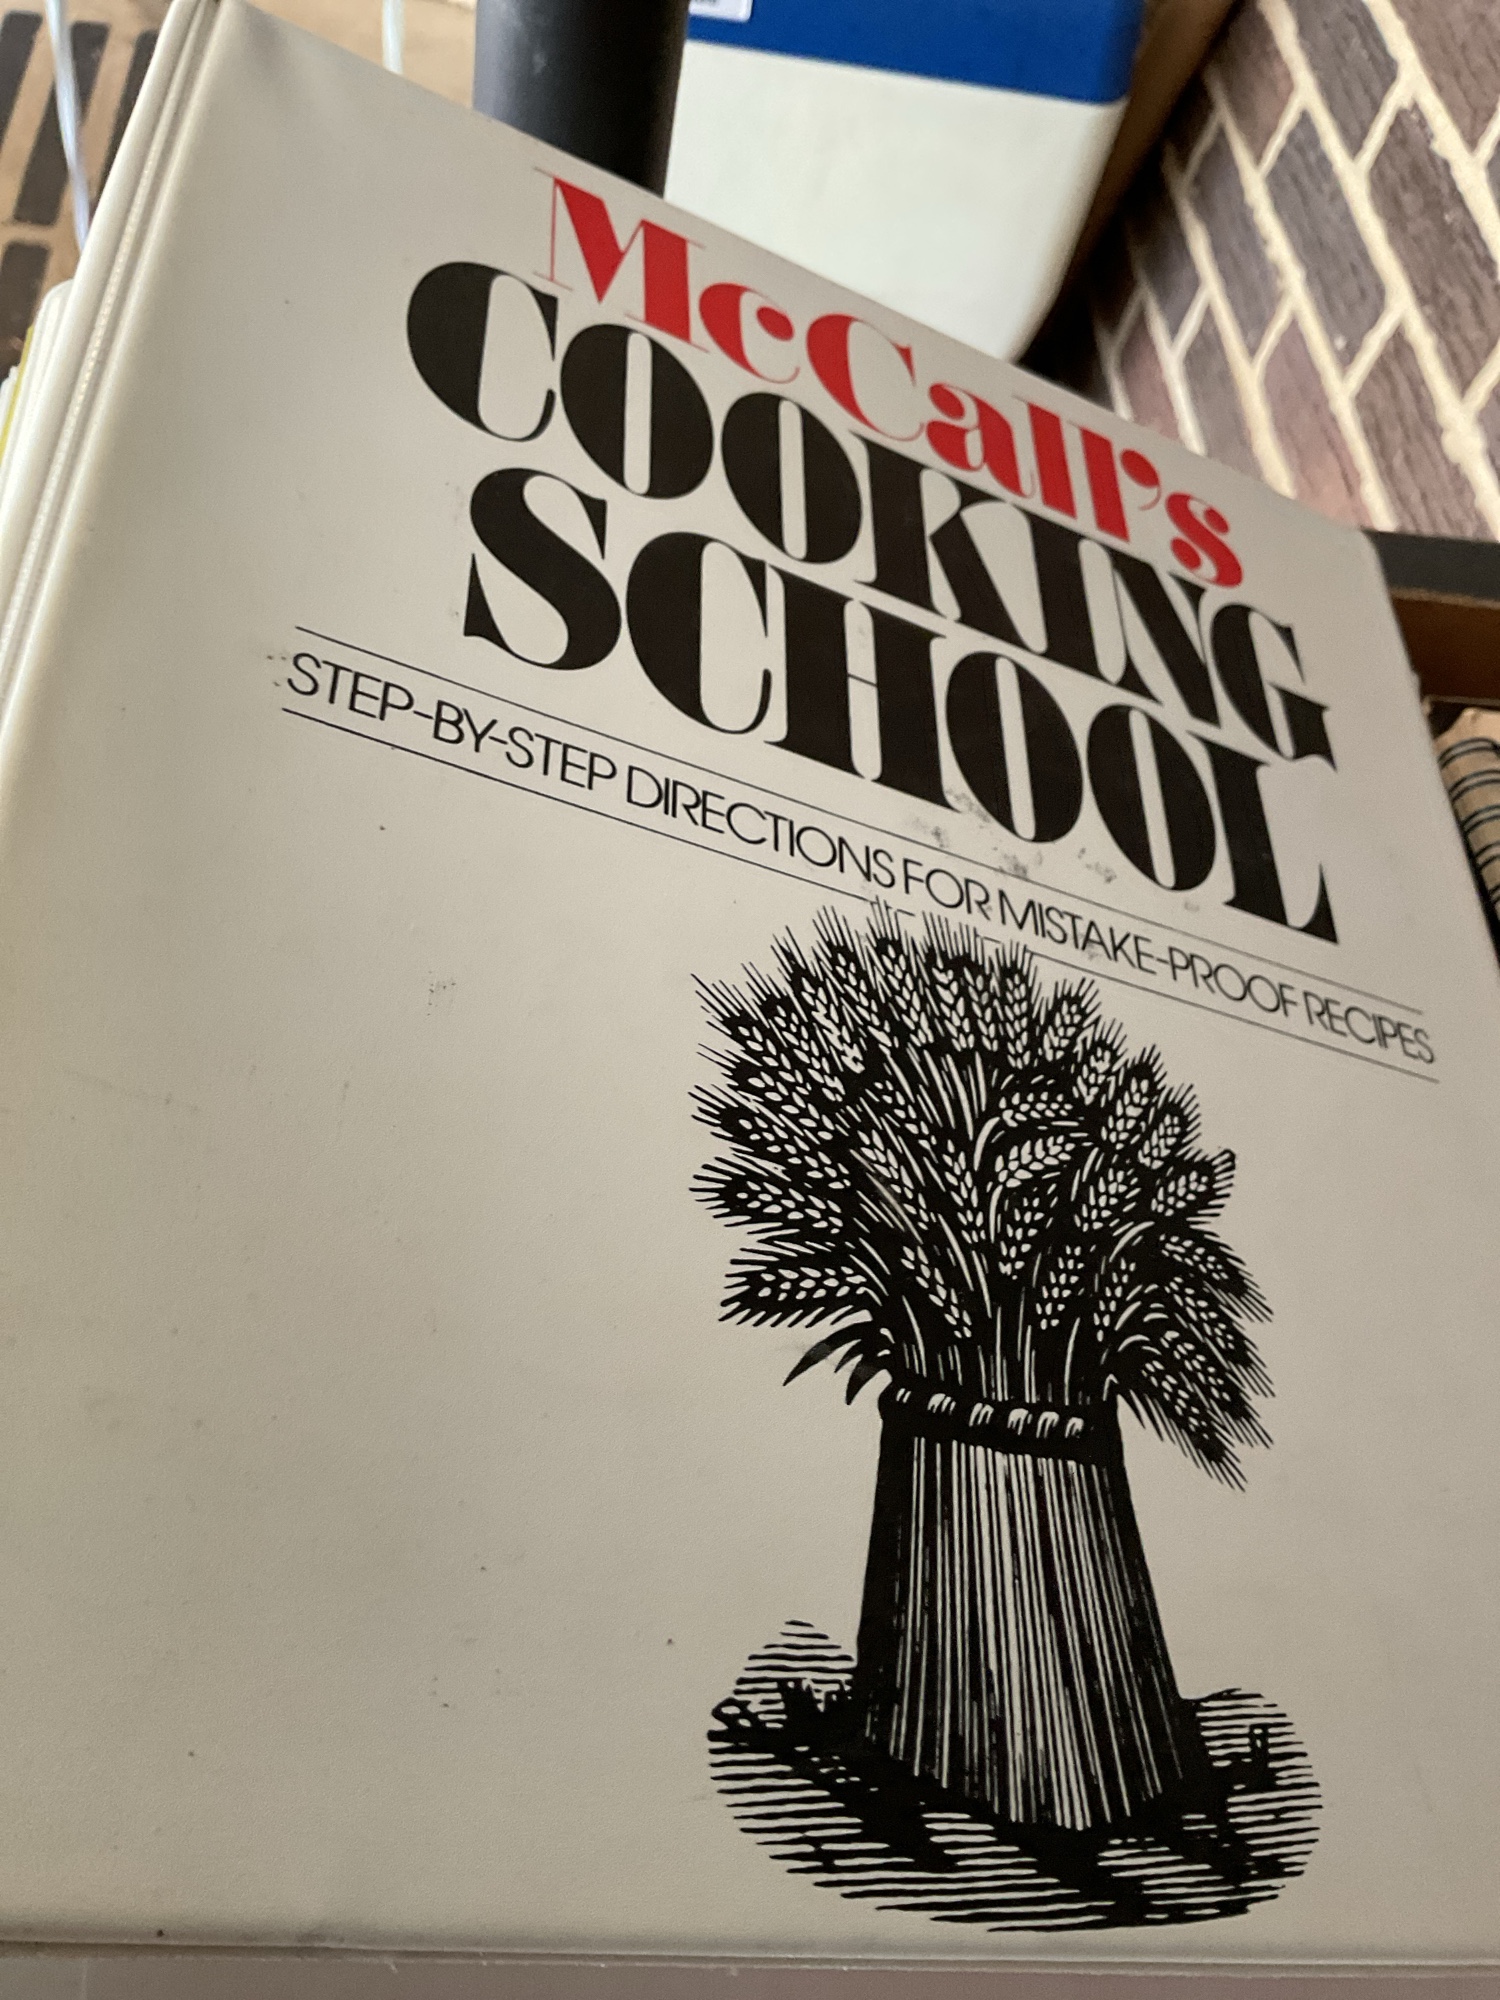 McCall's
COOKING
SCHOOL
STEP-BY-STEP DIRECTIONS FOR MISTAKE-PROOF RECIPES